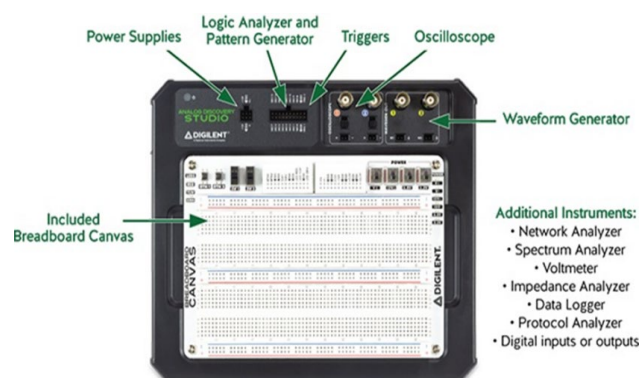 Power Supplies
Logic Analyzer and
Pattern Generator
Triggers
Oscilloscope
ANALOG DISCOVERY
STUDIO
DIGILENT
Waveform Generator
POWER
Included
Breadboard Canvas
BREADBOARD
CANVAS
DIGILENT
Additional Instruments:
• Network Analyzer
• Spectrum Analyzer
• Voltmeter
• Impedance Analyzer
• Data Logger
• Protocol Analyzer
• Digital inputs or outputs